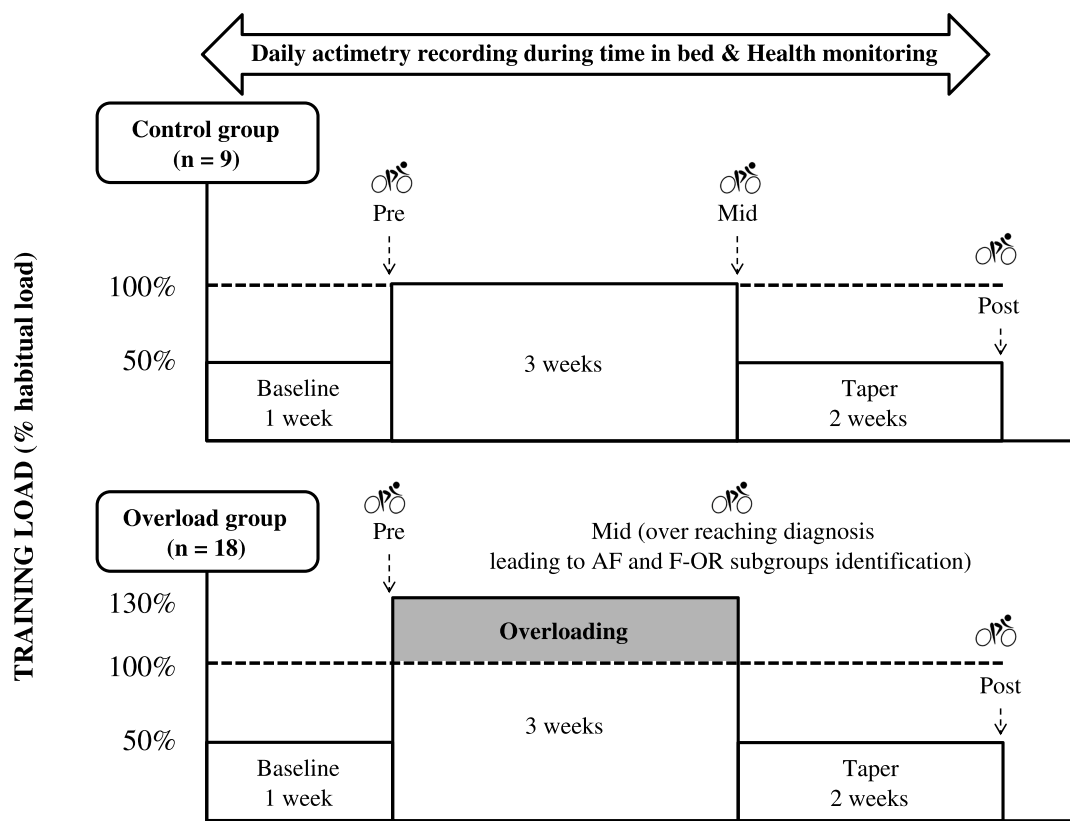 Daily actimetry recording during time in bed & Health monitoring
Control group
(n = 9)
Pre
Mid
Post
100%
50%
3 weeks
Baseline
1 week
Taper
2 weeks
TRAINING LOAD (% habitual load)
Overload group
(n = 18)
Pre
Mid (over reaching diagnosis
leading to AF and F-OR subgroups identification)
130%
Overloading
100%
Post
3 weeks
50%
Baseline
1 week
Taper
2 weeks